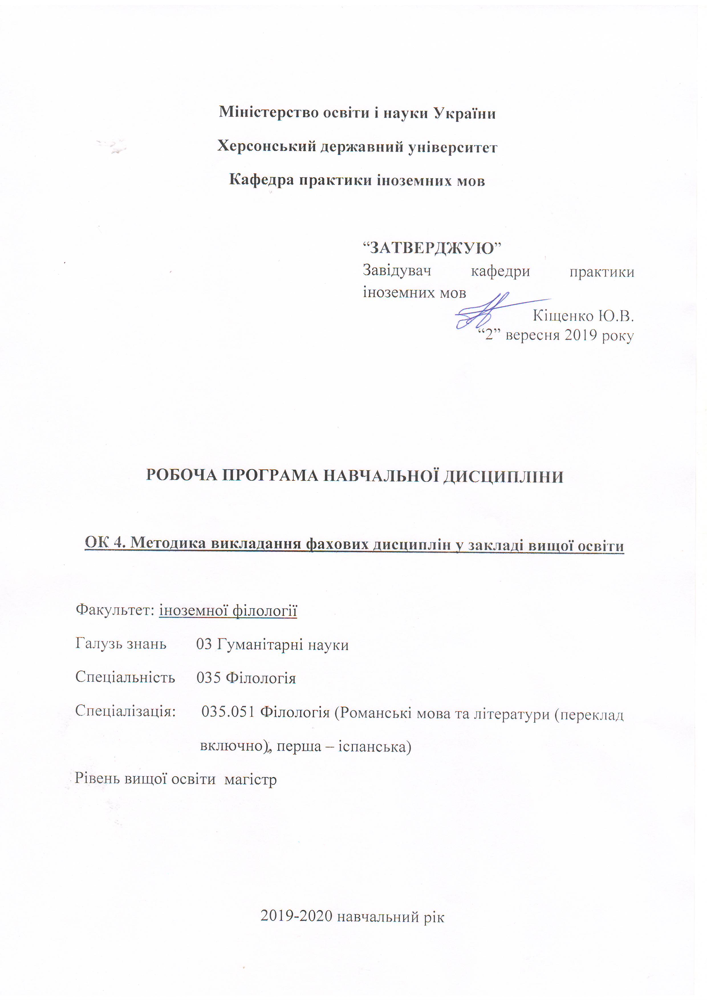 Міністерство освіти і науки України
Херсонський державний університет
Кафедра практики іноземних мов
“ЗАТВЕРДЖУЮ”
Завідувач кафедри практики
іноземних мов
Кіщенко Ю.В.
“2” вересня 2019 року
РОБОЧА ПРОГРАМА НАВЧАЛЬНОЇ ДИСЦИПЛІНИ
ОК 4. Методика викладання фахових дисциплін у закладі вищої освіти
Факультет: іноземної філології
Галузь знань 03 Гуманітарні науки
Спеціальність 035 Філологія
Спеціалізація: 035.051 Філологія (Романські мова та літератури (переклад
включно), перша – іспанська)
Рівень вищої освіти магістр
2019-2020 навчальний рік